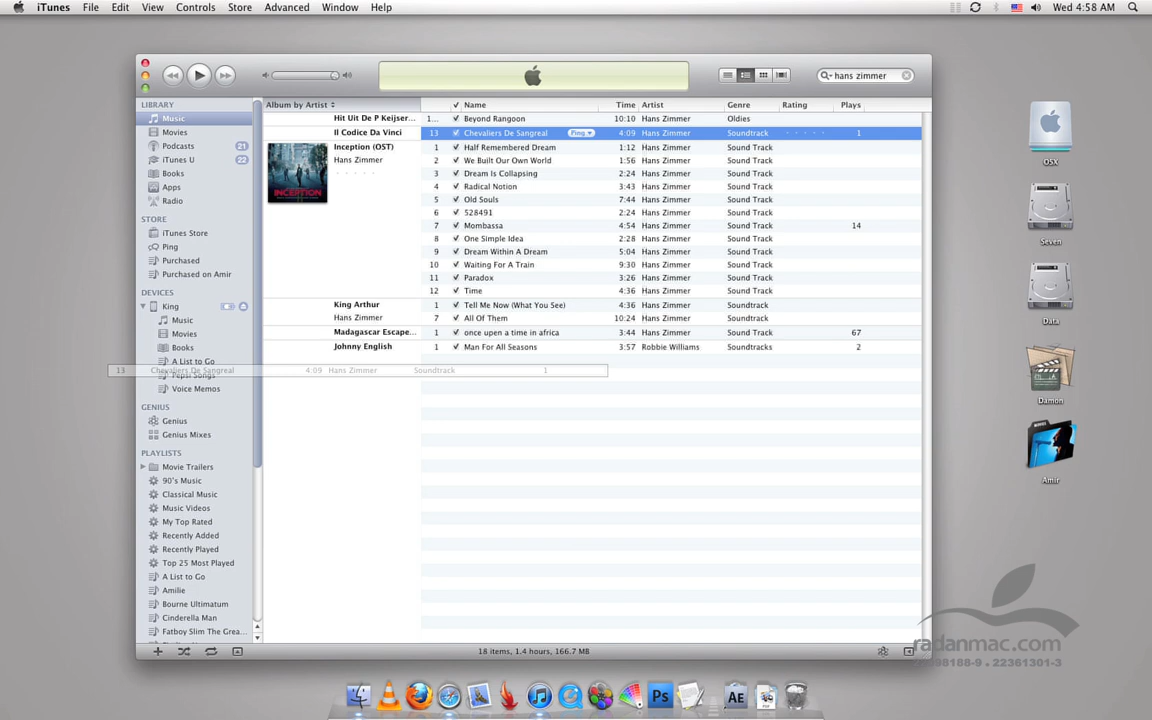 iTunes File Edit View Controls Store Advanced Window Help Wed 4:58 AM
hans zimmer
LIBRARY
Music
Movies
Podcasts 21
iTunes U 22
Books
Apps
Radio
STORE
iTunes Store
Ping
Purchased
Purchased on Amir
DEVICES
King
Music
Movies
Books
A List to Go
Pepsi Songs
Voice Memos
GENIUS
Genius
Genius Mixes
PLAYLISTS
Movie Trailers
90's Music
Classical Music
Music Videos
My Top Rated
Recently Added
Recently Played
Top 25 Most Played
A List to Go
Amilie
Bourne Ultimatum
Cinderella Man
Fatboy Slim The Grea...
Album by Artist Name Time Artist Genre Rating Plays
Hit Uit De P Keijser... 1... Beyond Rangoon 10:10 Hans Zimmer Oldies
Il Codice Da Vinci 13 Chevaliers De Sangreal Ping 4:09 Hans Zimmer Soundtrack 1
Inception (OST) 1 Half Remembered Dream 1:12 Hans Zimmer Sound Track
Hans Zimmer 2 We Built Our Own World 1:56 Hans Zimmer Sound Track
3 Dream Is Collapsing 2:24 Hans Zimmer Sound Track
4 Radical Notion 3:43 Hans Zimmer Sound Track
INCEPTION 5 Old Souls 7:44 Hans Zimmer Sound Track
6 528491 2:24 Hans Zimmer Sound Track
7 Mombassa 4:54 Hans Zimmer Sound Track 14
8 One Simple Idea 2:28 Hans Zimmer Sound Track
9 Dream Within A Dream 5:04 Hans Zimmer Sound Track
10 Waiting For A Train 9:30 Hans Zimmer Sound Track
11 Paradox 3:26 Hans Zimmer Sound Track
12 Time 4:36 Hans Zimmer Sound Track
King Arthur 1 Tell Me Now (What You See) 4:36 Hans Zimmer Soundtrack
Hans Zimmer 7 All Of Them 10:24 Hans Zimmer Soundtrack
Madagascar Escape... 1 once upon a time in africa 3:44 Hans Zimmer Sound Track 67
Johnny English 1 Man For All Seasons 3:57 Robbie Williams Soundtracks 2
13 Chevaliers De Sangreal 4:09 Hans Zimmer Soundtrack 1
18 items, 1.4 hours, 166.7 MB
OSX
Seven
Data
Damon
Amir
radanmac.com
22398188-9 . 22361301-3
Ps
AE